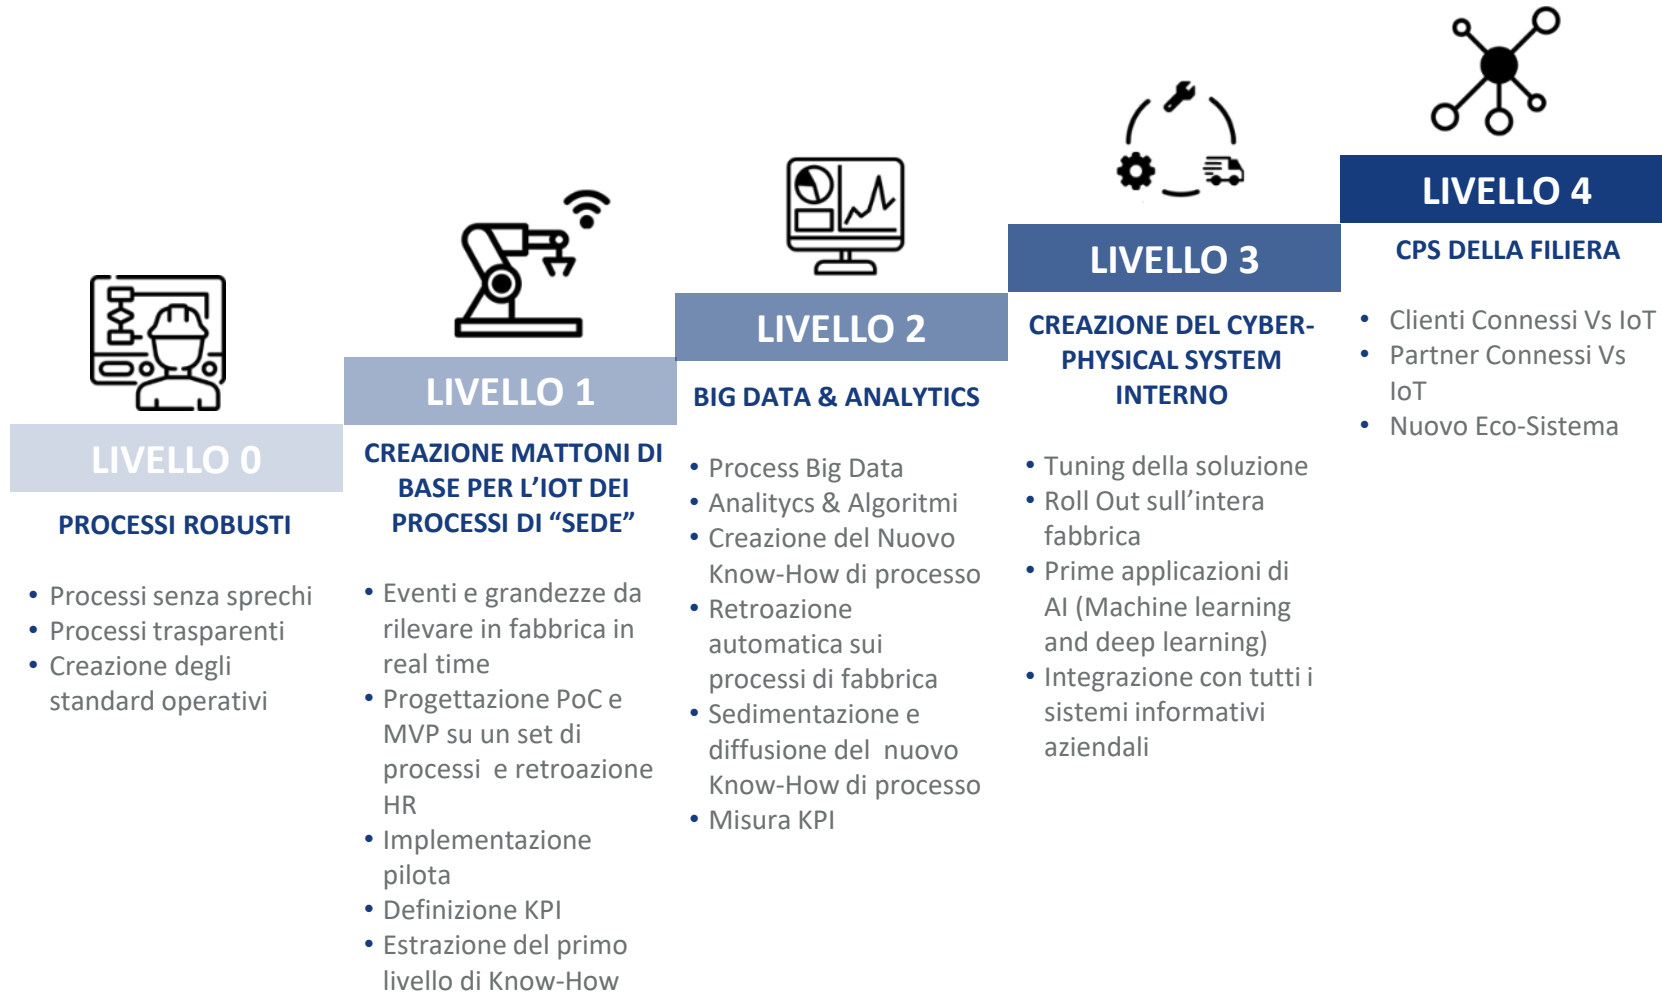 LIVELLO 0
PROCESSI ROBUSTI
• Processi senza sprechi
• Processi trasparenti
• Creazione degli
standard operativi
LIVELLO 1
CREAZIONE MATTONI DI
BASE PER L’IOT DEI
PROCESSI DI “SEDE”
• Eventi e grandezze da
rilevare in fabbrica in
real time
• Progettazione PoC e
MVP su un set di
processi e retroazione
HR
• Implementazione
pilota
• Definizione KPI
• Estrazione del primo
livello di Know-How
LIVELLO 2
BIG DATA & ANALYTICS
• Process Big Data
• Analitycs & Algoritmi
• Creazione del Nuovo
Know-How di processo
• Retroazione
automatica sui
processi di fabbrica
• Sedimentazione e
diffusione del nuovo
Know-How di processo
• Misura KPI
LIVELLO 3
CREAZIONE DEL CYBER-
PHYSICAL SYSTEM
INTERNO
• Tuning della soluzione
• Roll Out sull’intera
fabbrica
• Prime applicazioni di
AI (Machine learning
and deep learning)
• Integrazione con tutti i
sistemi informativi
aziendali
LIVELLO 4
CPS DELLA FILIERA
• Clienti Connessi Vs IoT
• Partner Connessi Vs
IoT
• Nuovo Eco-Sistema